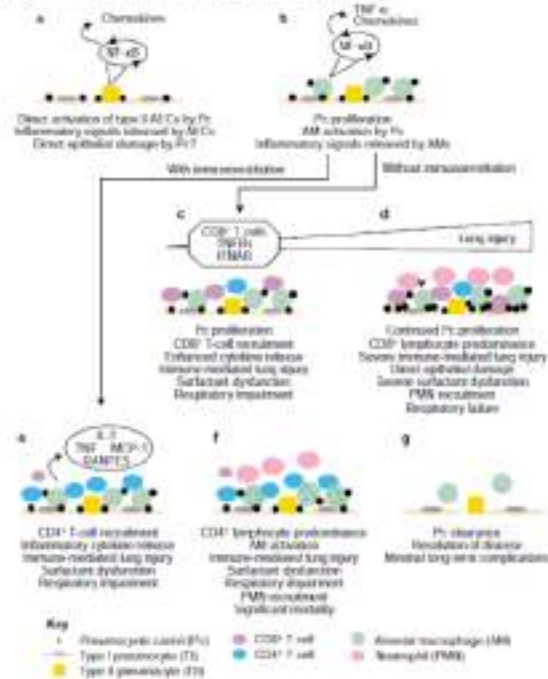 a
Chemokines
NF-κB
Direct activation of type II AECs by Pc
Inflammatory signals released by AECs
Direct epithelial damage by Pc?
b
TNF α
Chemokines
NF-κB
Pc proliferation
AM activation by Pc
Inflammatory signals released by AMs
With immunoreconstitution
Without immunoreconstitution
c
CD8⁺ T cells
TNFRs
Pc proliferation
CD8⁺ T-cell recruitment
Enhanced cytokine release
Immune-mediated lung injury
Surfactant dysfunction
Respiratory impairment
d
Lung injury
Continued Pc proliferation
CD8⁺ lymphocyte predominance
Severe immune-mediated lung injury
Direct epithelial damage
Severe surfactant dysfunction
PMN recruitment
Respiratory failure
e
TNF MCP-1
RANTES
CD4⁺ T-cell recruitment
Inflammatory cytokine release
Immune-mediated lung injury
Surfactant dysfunction
Respiratory impairment
f
CD4⁺ lymphocyte predominance
AM activation
Immune-mediated lung injury
Surfactant dysfunction
Respiratory impairment
PMN recruitment
Significant mortality
g
Pc clearance
Resolution of disease
Minimal long-term complications
Key
Pneumocystis carinii (Pc)
Type I pneumocyte (TI)
Type II pneumocyte (TII)
CD8⁺ T cell
CD4⁺ T cell
Alveolar macrophage (AM)
Neutrophil (PMN)